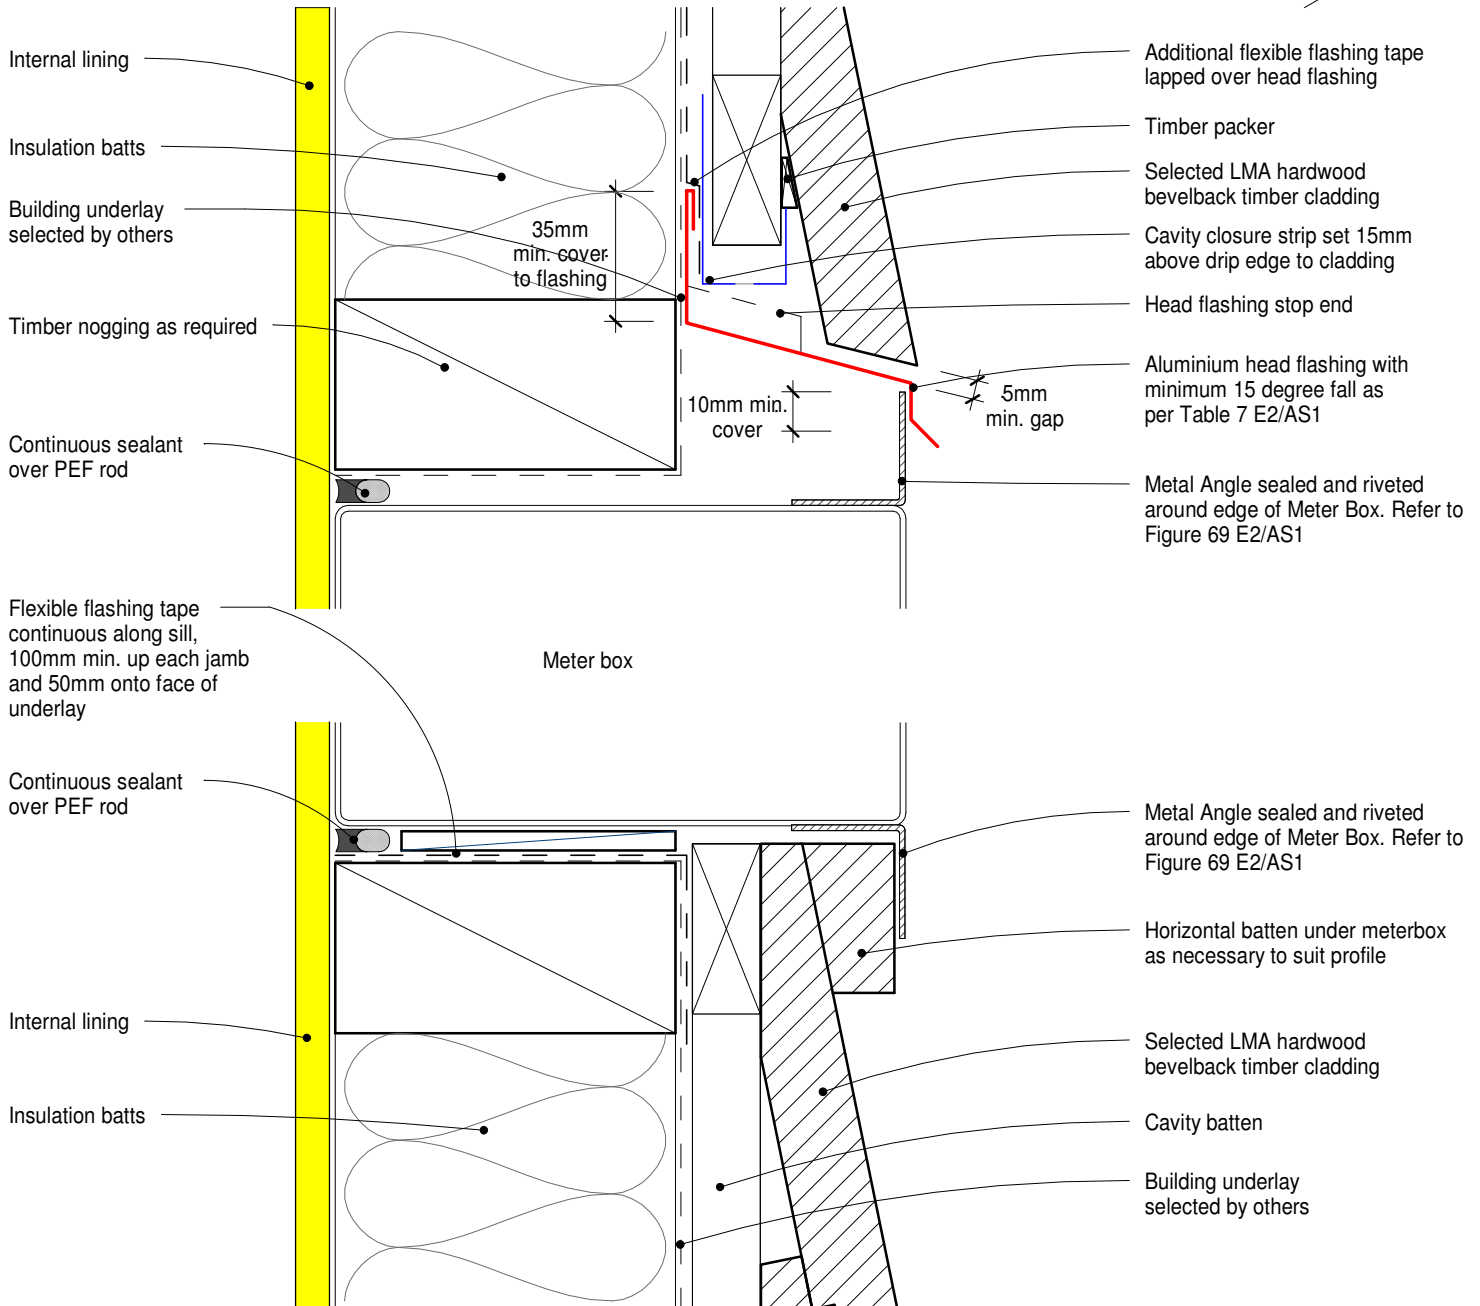 Internal lining
Insulation batts
Building underlay
selected by others
Timber nogging as required
Continuous sealant
over PEF rod
Flexible flashing tape
continuous along sill,
100mm min. up each jamb
and 50mm onto face of
underlay
Continuous sealant
over PEF rod
Internal lining
Insulation batts
35mm
min. cover
to flashing
10mm min.
cover
5mm
min. gap
Meter box
Additional flexible flashing tape
lapped over head flashing
Timber packer
Selected LMA hardwood
bevelback timber cladding
Cavity closure strip set 15mm
above drip edge to cladding
Head flashing stop end
Aluminium head flashing with
minimum 15 degree fall as
per Table 7 E2/AS1
Metal Angle sealed and riveted
around edge of Meter Box. Refer to
Figure 69 E2/AS1
Metal Angle sealed and riveted
around edge of Meter Box. Refer to
Figure 69 E2/AS1
Horizontal batten under meterbox
as necessary to suit profile
Selected LMA hardwood
bevelback timber cladding
Cavity batten
Building underlay
selected by others